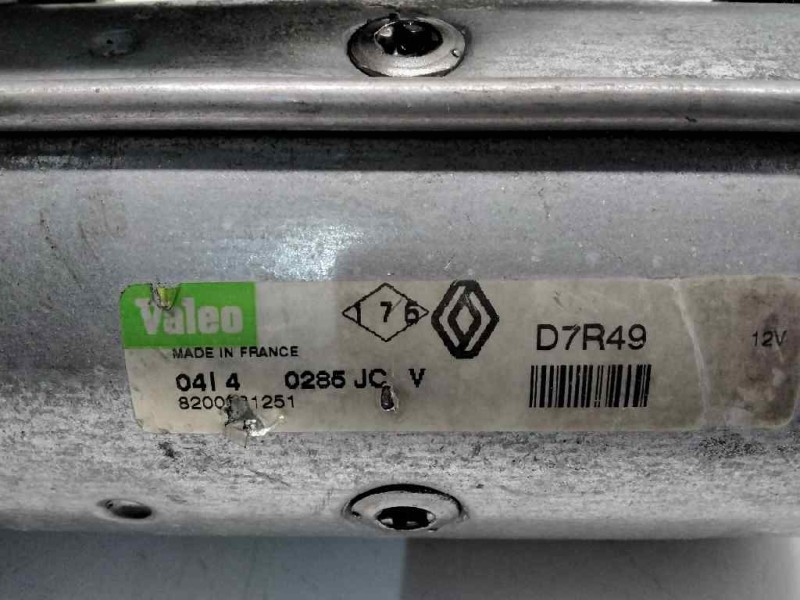 Valeo
176
D7R49
12V
MADE IN FRANCE
04I 4 0285 JC V